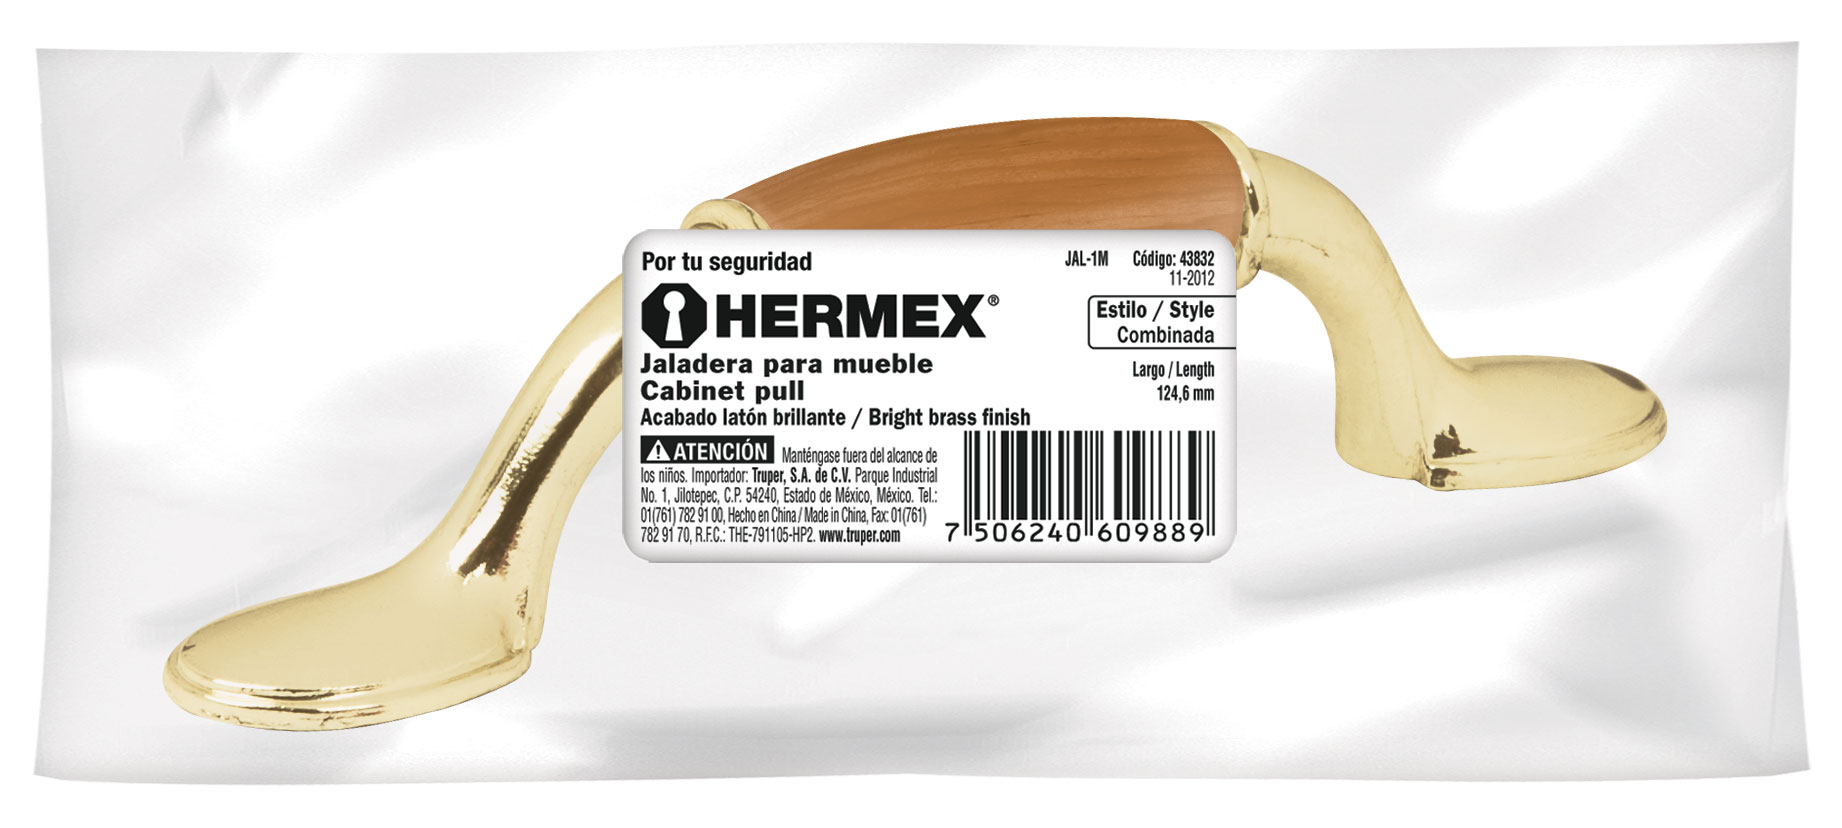 Por tu seguridad
JAL-1M Código: 43832
11-2012
HERMEX®
Estilo / Style
Combinada
Jaladera para mueble
Cabinet pull
Largo / Length
124,6 mm
Acabado latón brillante / Bright brass finish
ATENCIÓN Manténgase fuera del alcance de
los niños. Importador: Truper, S.A. de C.V. Parque Industrial
No. 1, Jilotepec, C.P. 54240, Estado de México, México. Tel.:
01(761) 782 91 00, Hecho en China / Made in China, Fax: 01(761)
782 91 70, R.F.C.: THE-791105-HP2. www.truper.com
7 506240 609889